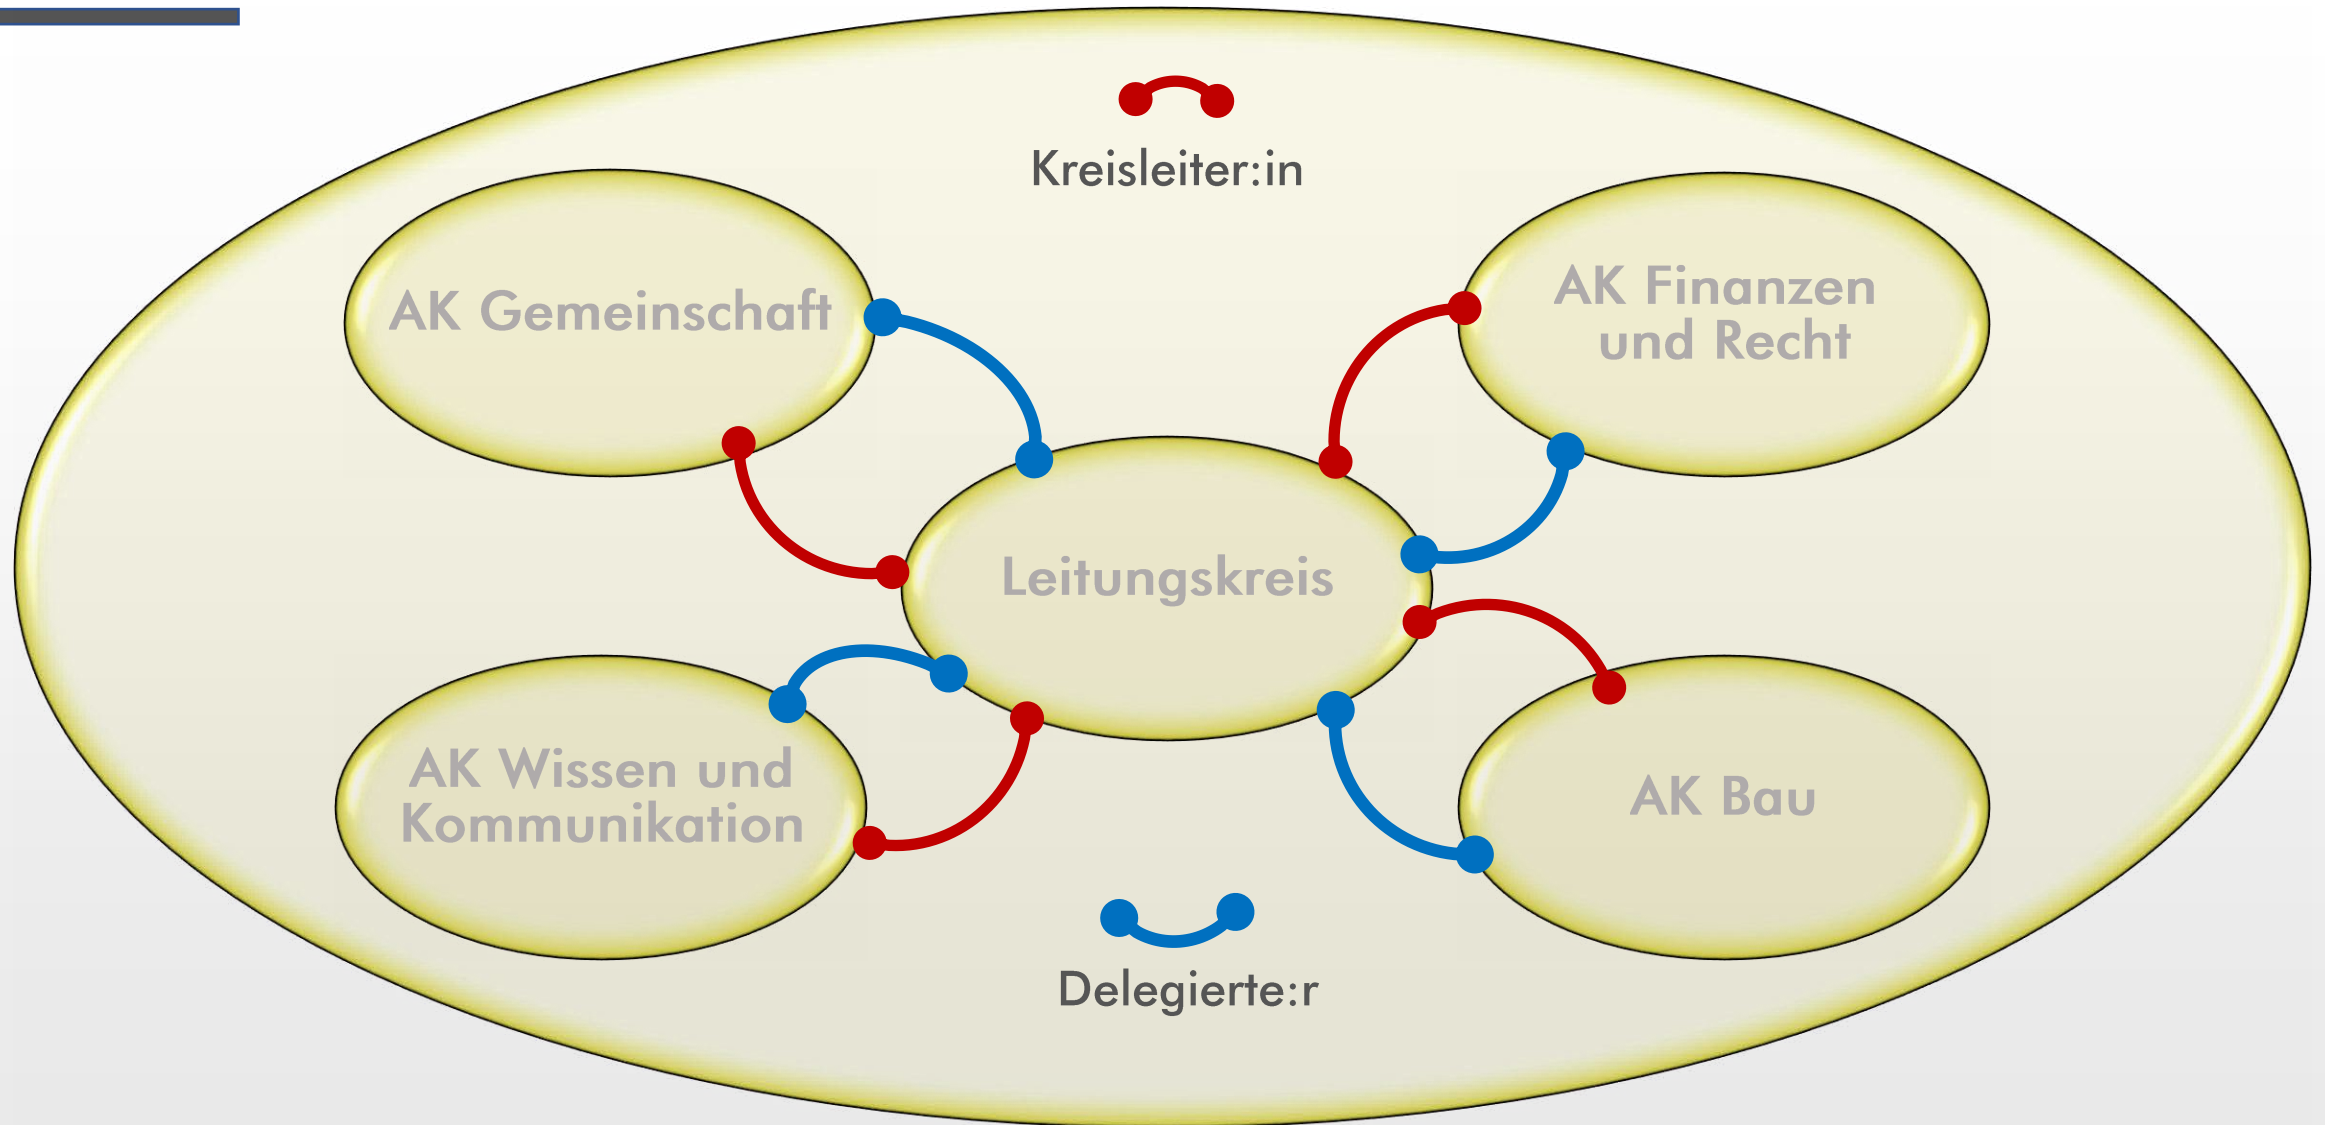 Kreisleiter:in
AK Gemeinschaft
AK Finanzen
und Recht
Leitungskreis
AK Wissen und
Kommunikation
AK Bau
Delegierte:r